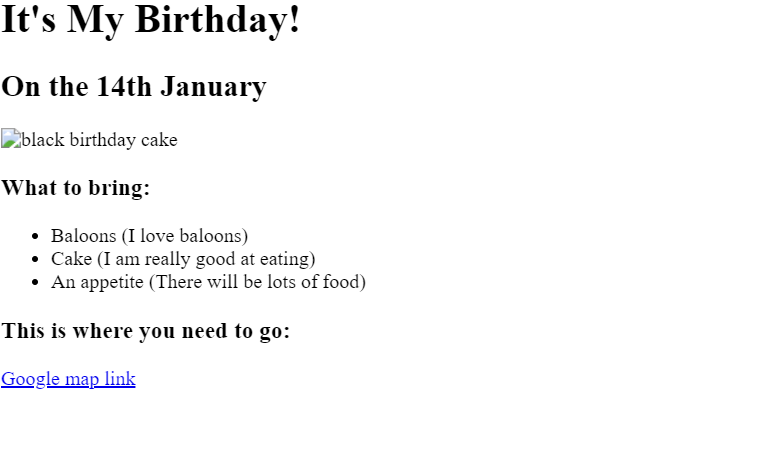 It's My Birthday!
On the 14th January
black birthday cake
What to bring:
Baloons (I love baloons)
Cake (I am really good at eating)
An appetite (There will be lots of food)
This is where you need to go:
Google map link